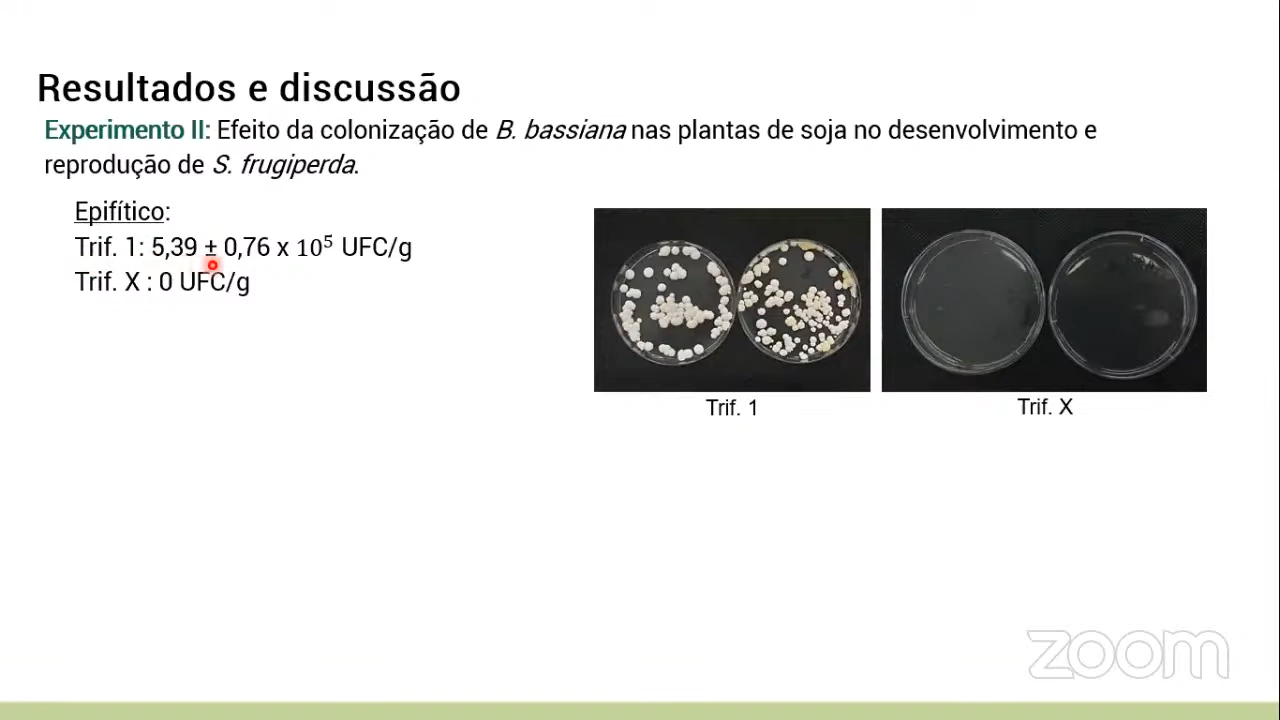 Resultados e discussão
Experimento II: Efeito da colonização de B. bassiana nas plantas de soja no desenvolvimento e
reprodução de S. frugiperda.
Epifítico:
Trif. 1: 5,39 ± 0,76 x 10⁵ UFC/g
Trif. X : 0 UFC/g
Trif. 1
Trif. X
zoom